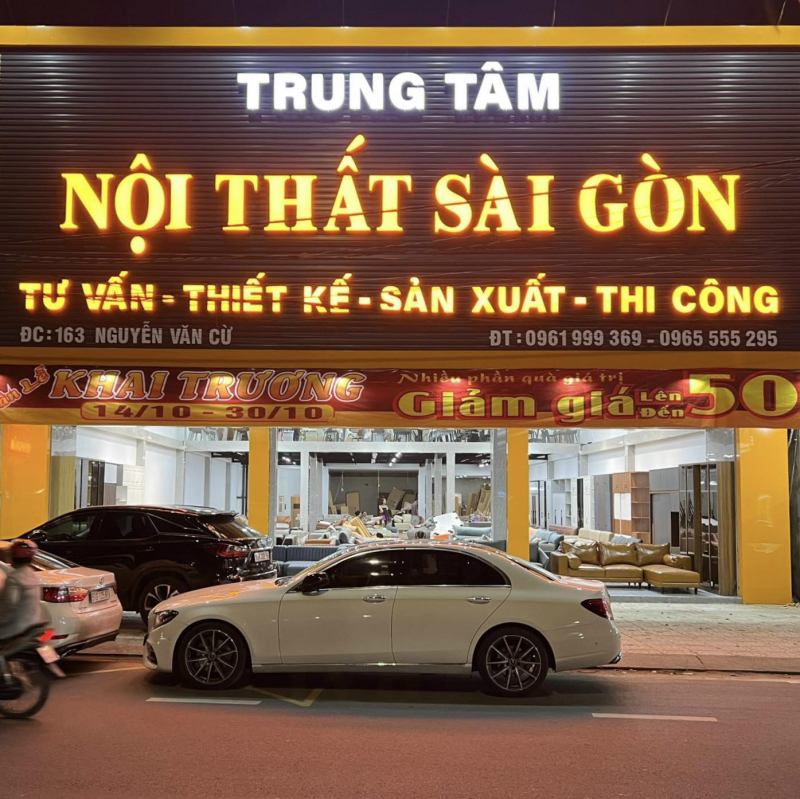 TRUNG TÂM
NỘI THẤT SÀI GÒN
TƯ VẤN - THIẾT KẾ - SẢN XUẤT - THI CÔNG
ĐC: 163 NGUYỄN VĂN CỪ
ĐT: 0961 999 369 - 0965 555 295
LỄ KHAI TRƯƠNG
14/10 - 30/10
Nhiều phần quà giá trị
Giảm giá Lên Đến 50